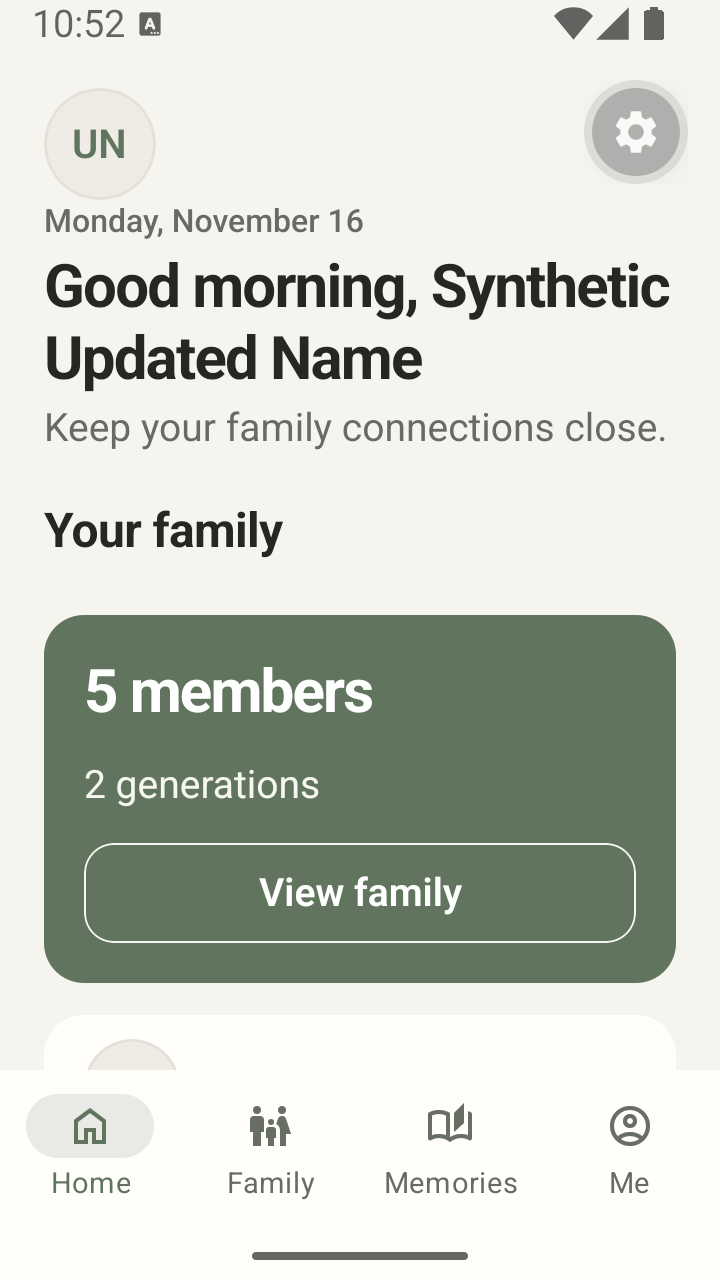 10:52
UN
Monday, November 16
Good morning, Synthetic
Updated Name
Keep your family connections close.
Your family
5 members
2 generations
View family
Home
Family
Memories
Me